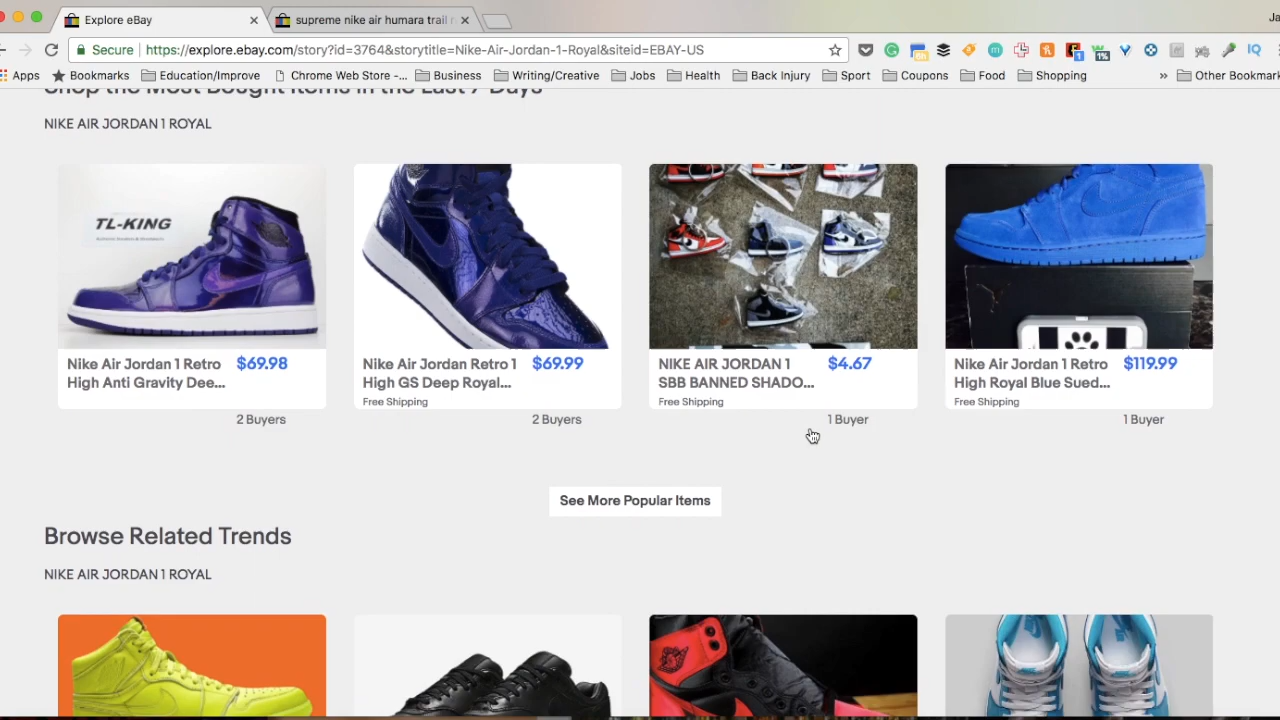 Explore eBay
supreme nike air humara trail
Secure
https://explore.ebay.com/story?id=3764&storytitle=Nike-Air-Jordan-1-Royal&siteid=EBAY-US
Apps
Bookmarks
Education/Improve
Chrome Web Store -...
Business
Writing/Creative
Jobs
Health
Back Injury
Sport
Coupons
Food
Shopping
»
Other Bookmar
Shop the Most Bought Items in the Last 7 Days
NIKE AIR JORDAN 1 ROYAL
TL-KING
Nike Air Jordan 1 Retro
High Anti Gravity Dee...
$69.98
2 Buyers
Nike Air Jordan Retro 1
High GS Deep Royal...
$69.99
Free Shipping
2 Buyers
NIKE AIR JORDAN 1
SBB BANNED SHADO...
$4.67
Free Shipping
1 Buyer
Nike Air Jordan 1 Retro
High Royal Blue Sued...
$119.99
Free Shipping
1 Buyer
See More Popular Items
Browse Related Trends
NIKE AIR JORDAN 1 ROYAL